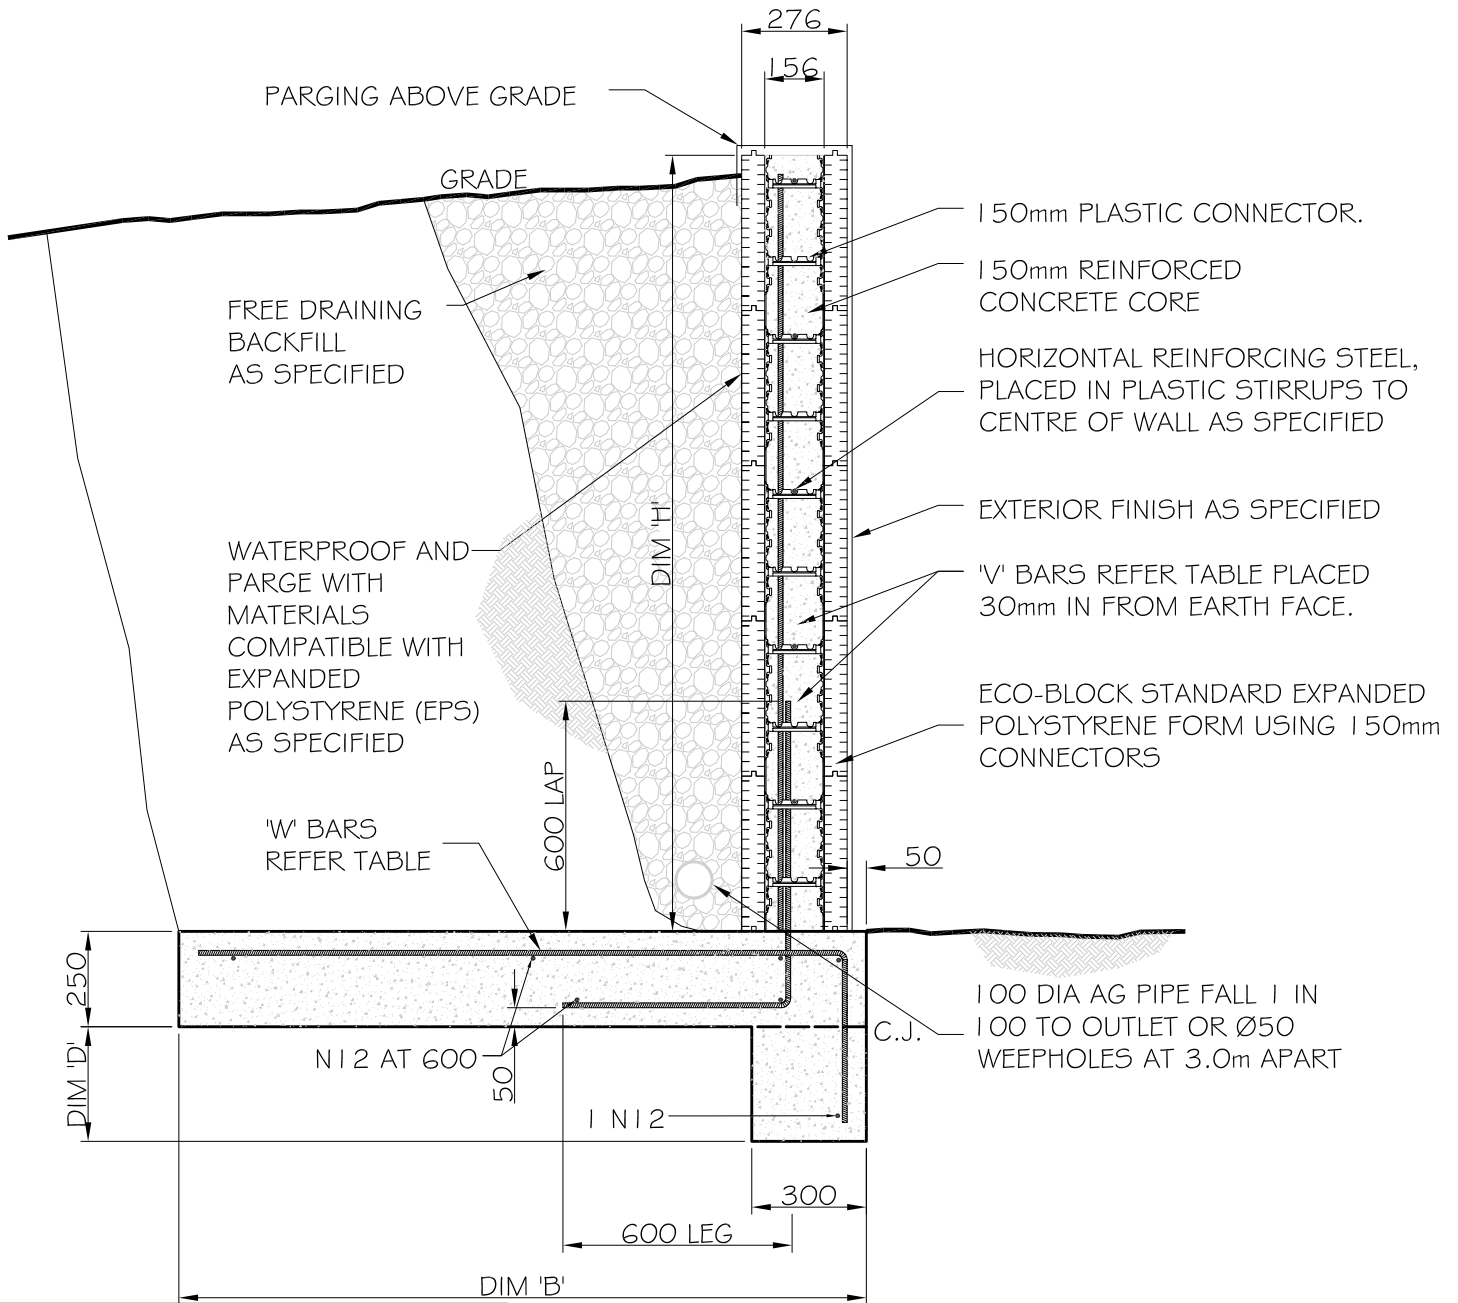 276
156
PARGING ABOVE GRADE
GRADE
FREE DRAINING
BACKFILL
AS SPECIFIED
WATERPROOF AND
PARGE WITH
MATERIALS
COMPATIBLE WITH
EXPANDED
POLYSTYRENE (EPS)
AS SPECIFIED
DIM 'H'
150mm PLASTIC CONNECTOR.
150mm REINFORCED
CONCRETE CORE
HORIZONTAL REINFORCING STEEL,
PLACED IN PLASTIC STIRRUPS TO
CENTRE OF WALL AS SPECIFIED
EXTERIOR FINISH AS SPECIFIED
'V' BARS REFER TABLE PLACED
30mm IN FROM EARTH FACE.
ECO-BLOCK STANDARD EXPANDED
POLYSTYRENE FORM USING 150mm
CONNECTORS
600 LAP
'W' BARS
REFER TABLE
50
250
DIM 'D'
N12 AT 600
50
C.J.
100 DIA AG PIPE FALL 1 IN
100 TO OUTLET OR Ø50
WEEPHOLES AT 3.0m APART
1 N12
300
600 LEG
DIM 'B'